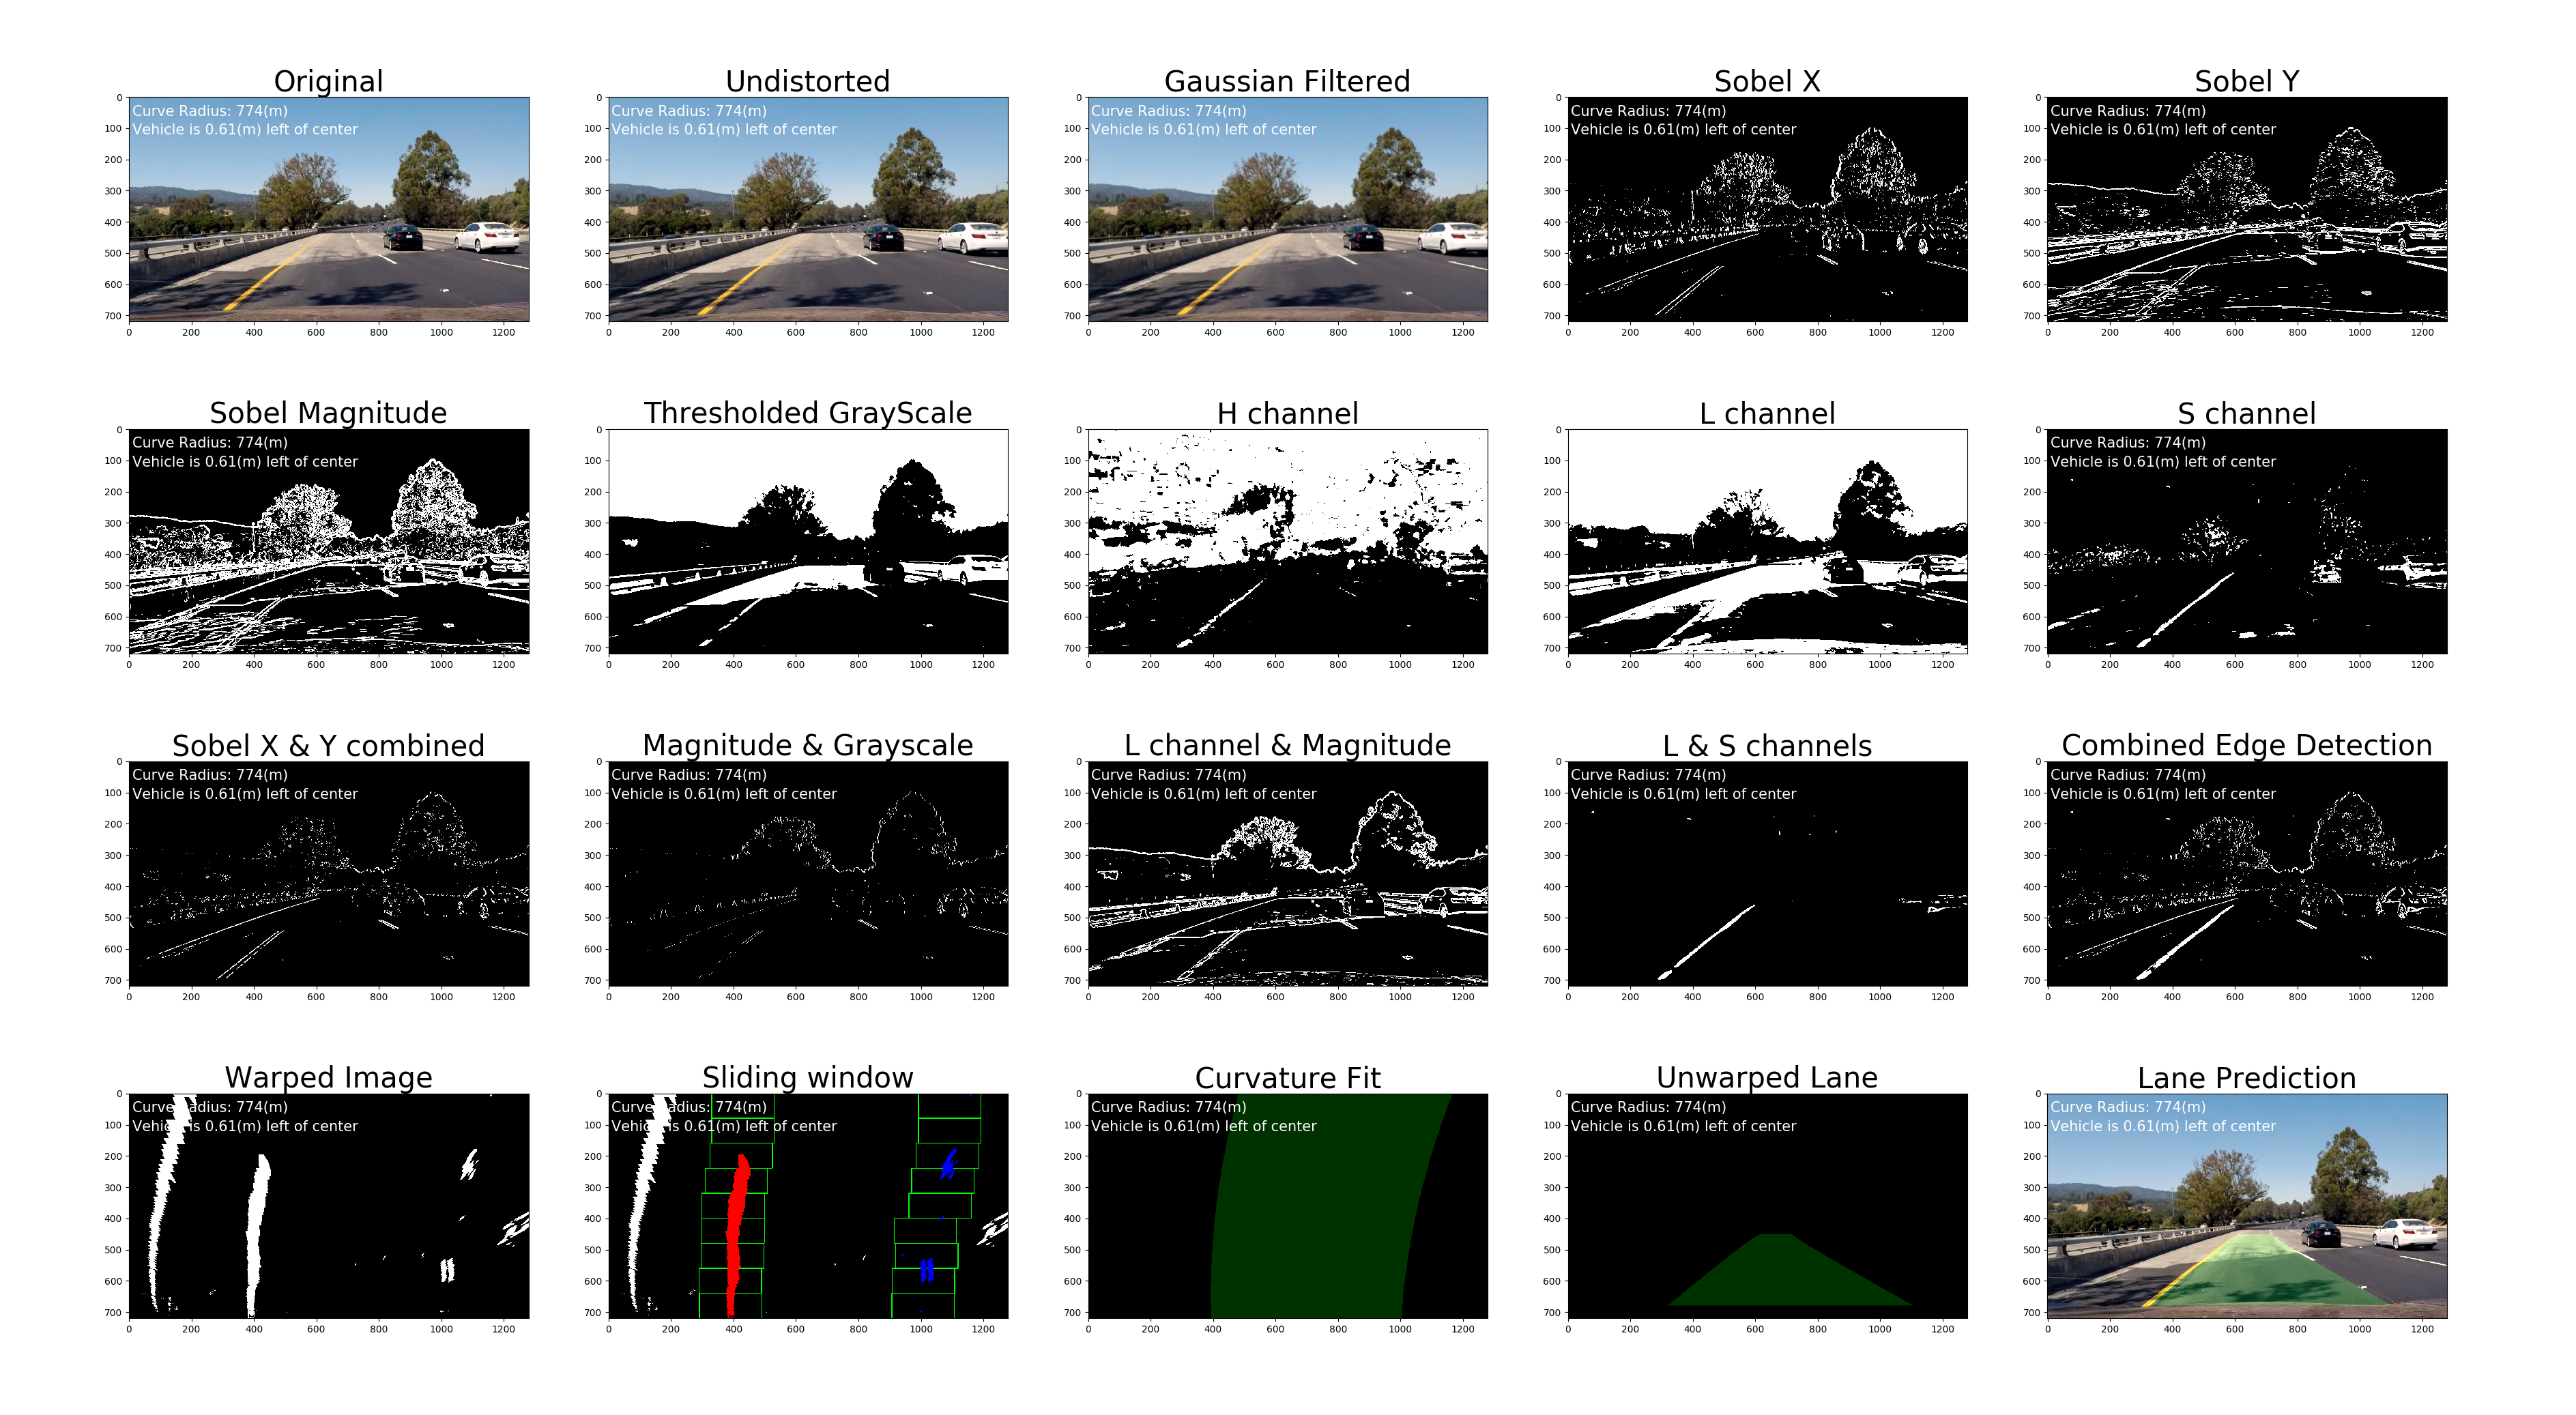 Original Undistorted Gaussian Filtered Sobel X Sobel Y
0 0 0 0 0
Curve Radius: 774(m) Curve Radius: 774(m) Curve Radius: 774(m) Curve Radius: 774(m) Curve Radius: 774(m)
100 100 100 100 100
Vehicle is 0.61(m) left of center Vehicle is 0.61(m) left of center Vehicle is 0.61(m) left of center Vehicle is 0.61(m) left of center Vehicle is 0.61(m) left of center
200 200 200 200 200
300 300 300 300 300
400 400 400 400 400
500 500 500 500 500
600 600 600 600 600
700 700 700 700 700
0 200 400 600 800 1000 1200 0 200 400 600 800 1000 1200 0 200 400 600 800 1000 1200 0 200 400 600 800 1000 1200 0 200 400 600 800 1000 1200
Sobel Magnitude Thresholded GrayScale H channel L channel S channel
0 0 0 0 0
Curve Radius: 774(m) Curve Radius: 774(m)
100 100 100 100 100
Vehicle is 0.61(m) left of center Vehicle is 0.61(m) left of center
200 200 200 200 200
300 300 300 300 300
400 400 400 400 400
500 500 500 500 500
600 600 600 600 600
700 700 700 700 700
0 200 400 600 800 1000 1200 0 200 400 600 800 1000 1200 0 200 400 600 800 1000 1200 0 200 400 600 800 1000 1200 0 200 400 600 800 1000 1200
Sobel X & Y combined Magnitude & Grayscale L channel & Magnitude L & S channels Combined Edge Detection
0 0 0 0 0
Curve Radius: 774(m) Curve Radius: 774(m) Curve Radius: 774(m) Curve Radius: 774(m) Curve Radius: 774(m)
100 100 100 100 100
Vehicle is 0.61(m) left of center Vehicle is 0.61(m) left of center Vehicle is 0.61(m) left of center Vehicle is 0.61(m) left of center Vehicle is 0.61(m) left of center
200 200 200 200 200
300 300 300 300 300
400 400 400 400 400
500 500 500 500 500
600 600 600 600 600
700 700 700 700 700
0 200 400 600 800 1000 1200 0 200 400 600 800 1000 1200 0 200 400 600 800 1000 1200 0 200 400 600 800 1000 1200 0 200 400 600 800 1000 1200
Warped Image Sliding window Curvature Fit Unwarped Lane Lane Prediction
0 0 0 0 0
Curve Radius: 774(m) Curve Radius: 774(m) Curve Radius: 774(m) Curve Radius: 774(m) Curve Radius: 774(m)
100 100 100 100 100
Vehicle is 0.61(m) left of center Vehicle is 0.61(m) left of center Vehicle is 0.61(m) left of center Vehicle is 0.61(m) left of center Vehicle is 0.61(m) left of center
200 200 200 200 200
300 300 300 300 300
400 400 400 400 400
500 500 500 500 500
600 600 600 600 600
700 700 700 700 700
0 200 400 600 800 1000 1200 0 200 400 600 800 1000 1200 0 200 400 600 800 1000 1200 0 200 400 600 800 1000 1200 0 200 400 600 800 1000 1200